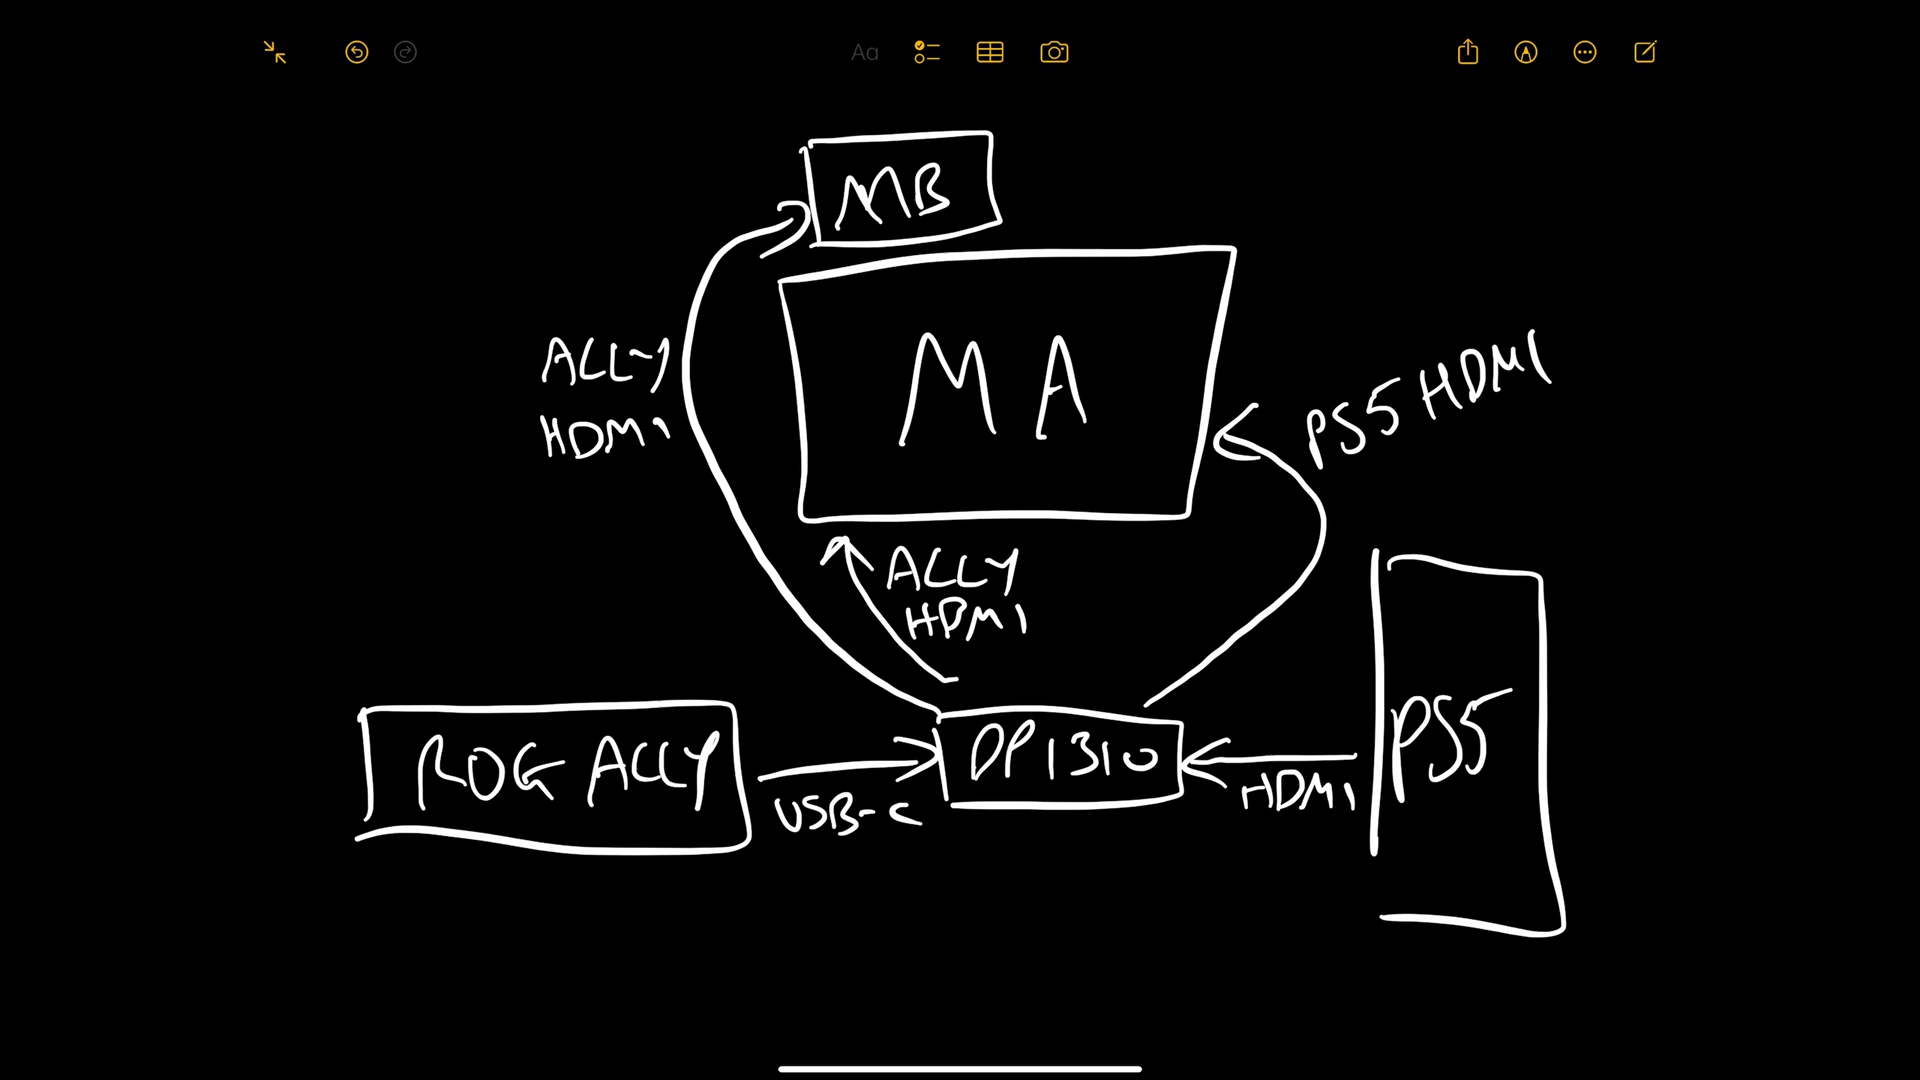 Aa
MB
MA
ALLY
HDMI
PS5 HDMI
ALLY
HDMI
ROG ALLY
USB-C
DP1310
HDMI
PS5